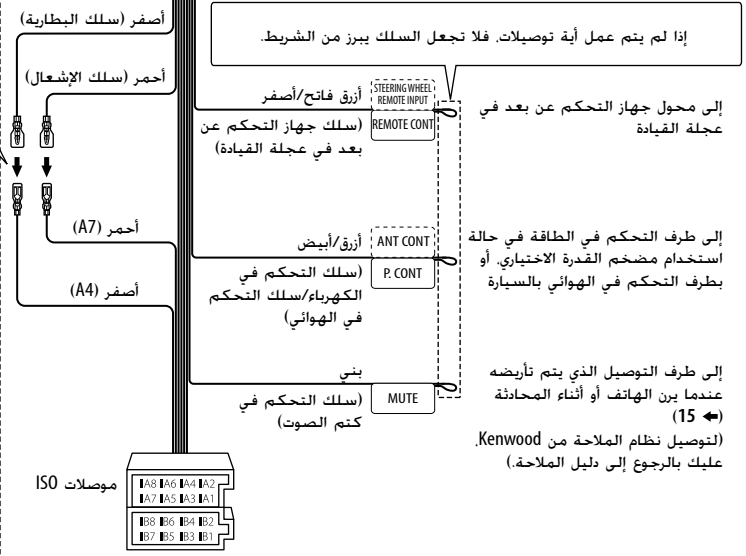 أصفر (سلك البطارية)
إذا لم يتم عمل أية توصيلات, فلا تجعل السلك يبرز من الشريط.
أحمر (سلك الإشعال)
أزرق فاتح/أصفر
(سلك جهاز التحكم عن
بعد في عجلة القيادة)
STEERING WHEEL
REMOTE INPUT
REMOTE CONT
إلى محول جهاز التحكم عن بعد في
عجلة القيادة
أحمر (A7)
أصفر (A4)
أزرق/أبيض
(سلك التحكم في
الكهرباء/سلك التحكم
في الهوائي)
ANT CONT
P. CONT
إلى طرف التحكم في الطاقة في حالة
استخدام مضخم القدرة الاختياري, أو
بطرف التحكم في الهوائي بالسيارة
بني
(سلك التحكم في
كتم الصوت)
MUTE
إلى طرف التوصيل الذي يتم تأريضه
عندما يرن الهاتف أو أثناء المحادثة
(➜ 15)
(لتوصيل نظام الملاحة من Kenwood,
عليك بالرجوع إلى دليل الملاحة.)
موصلات ISO
A8 A6 A4 A2
A7 A5 A3 A1
B8 B6 B4 B2
B7 B5 B3 B1